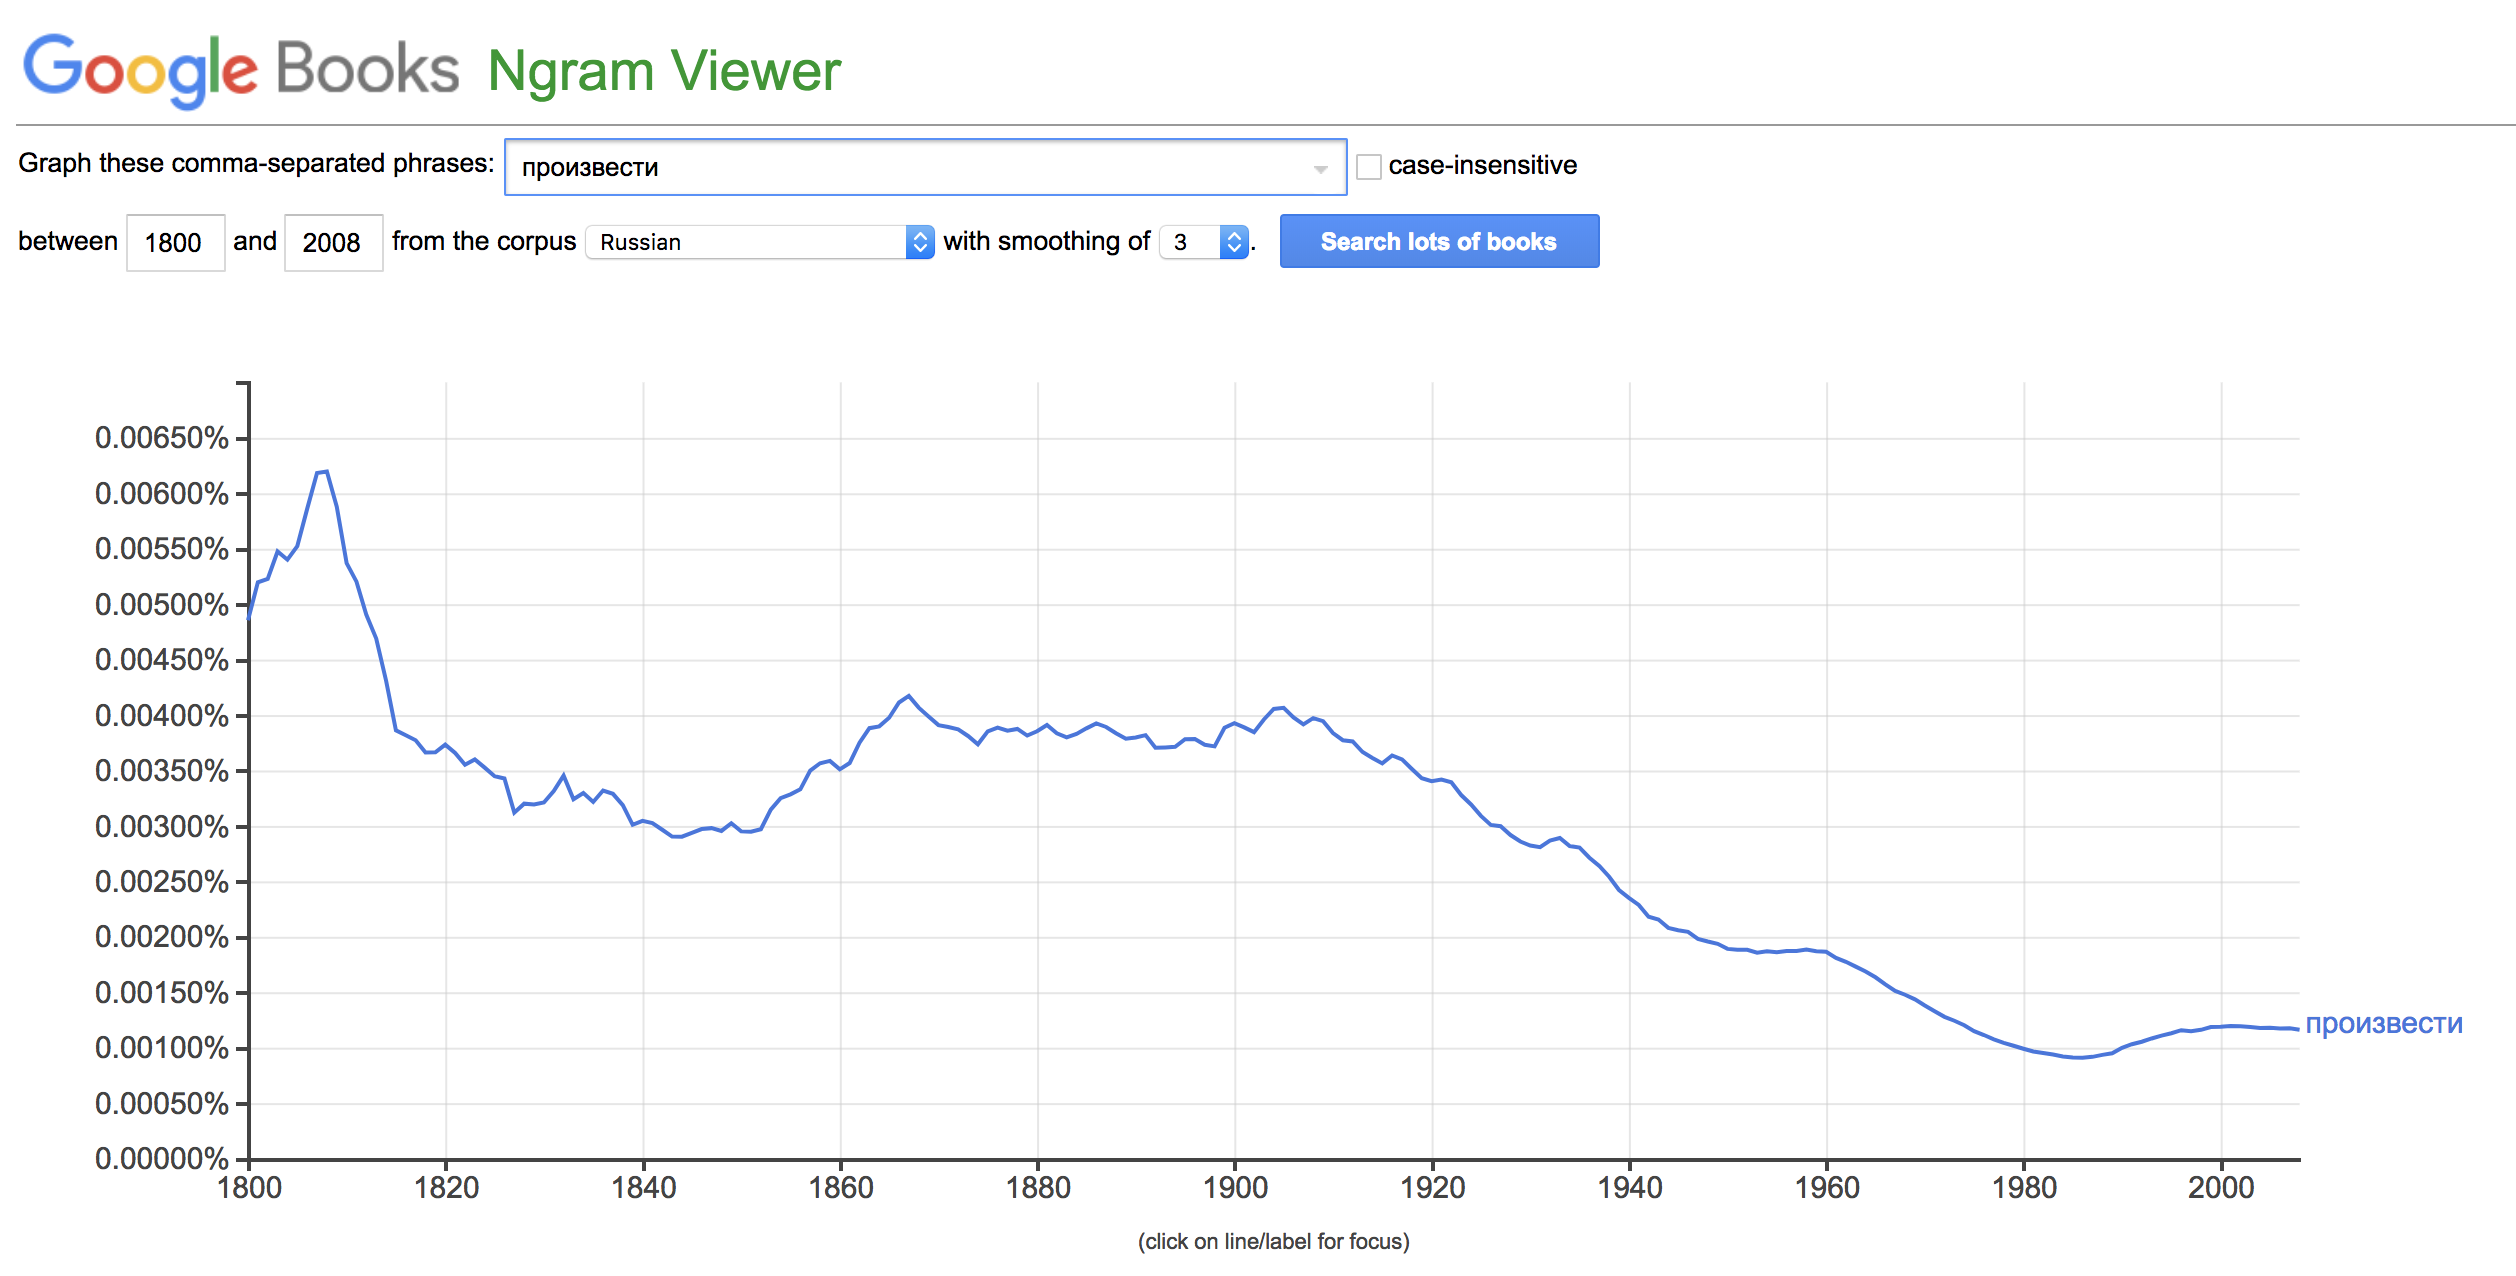 Google Books Ngram Viewer
Graph these comma-separated phrases: произвести case-insensitive
between 1800 and 2008 from the corpus Russian with smoothing of 3 . Search lots of books
0.00650%
0.00600%
0.00550%
0.00500%
0.00450%
0.00400%
0.00350%
0.00300%
0.00250%
0.00200%
0.00150%
произвести
0.00100%
0.00050%
0.00000%
1800 1820 1840 1860 1880 1900 1920 1940 1960 1980 2000
(click on line/label for focus)